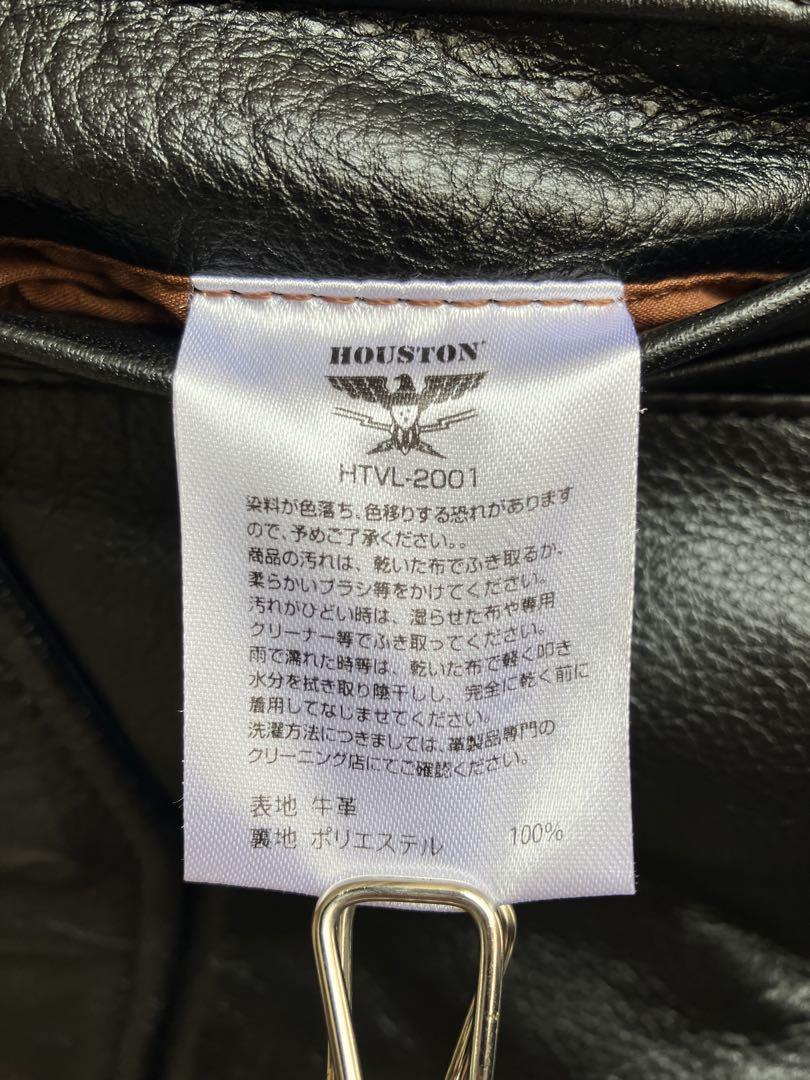 HOUSTON
HTVL-2001
染料が色落ち、色移りする恐れがあります
ので、予めご了承ください。。
商品の汚れは、乾いた布でふき取るか、
柔らかいブラシ等をかけてください。
汚れがひどい時は、湿らせた布や専用
クリーナー等でふき取ってください。
雨で濡れた時等は、乾いた布で軽く叩き
水分を拭き取り陰干しし、完全に乾く前に
着用してなじませてください。
洗濯方法につきましては、革製品専門の
クリーニング店にてご確認ください。
表地 牛革
裏地 ポリエステル 100%